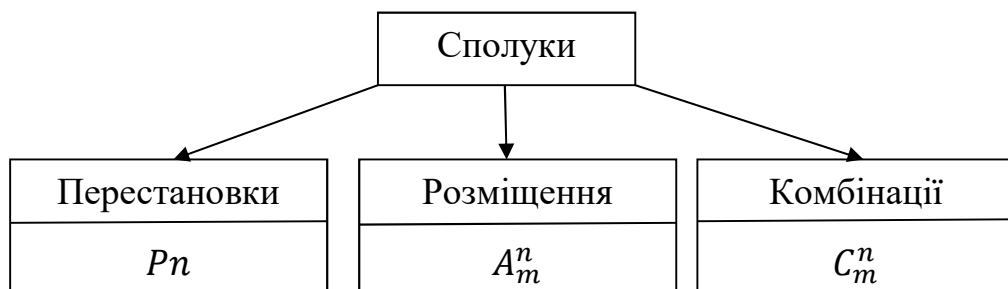 Сполуки
Перестановки Розміщення Комбінації
Pn A_m^n C_m^n